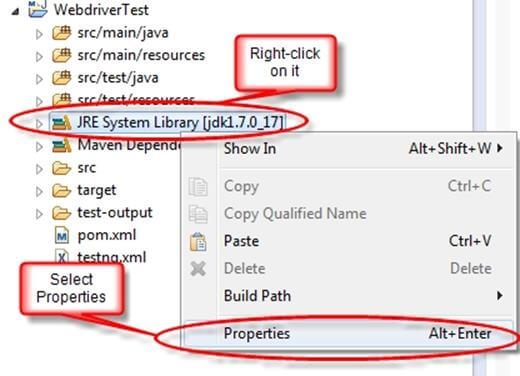 WebdriverTest
src/main/java
src/main/resources
src/test/java
src/test/resources
JRE System Library [jdk1.7.0_17]
Maven Depende
src
target
test-output
pom.xml
testng.xml
Right-click
on it
Show In Alt+Shift+W
Copy Ctrl+C
Copy Qualified Name
Paste Ctrl+V
Delete Delete
Build Path
Properties Alt+Enter
Select
Properties